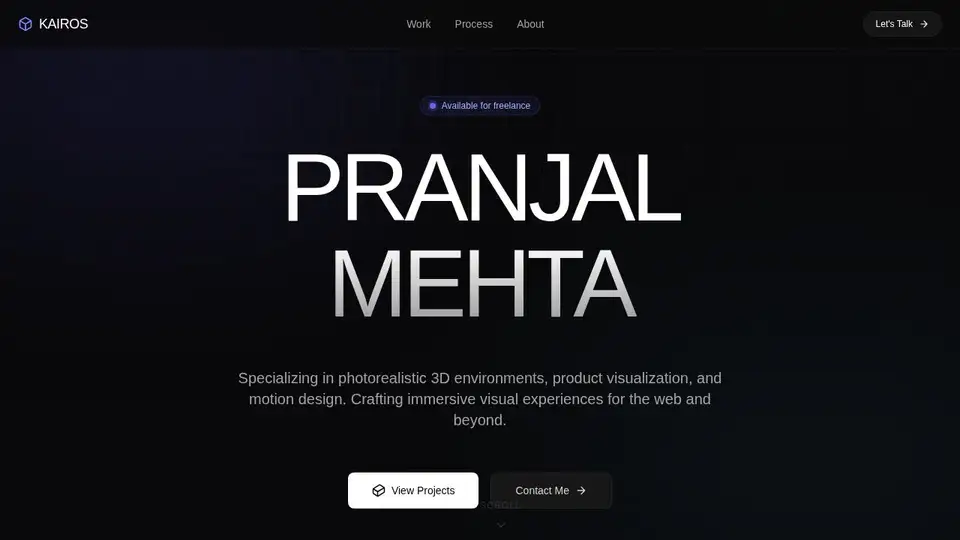 KAIROS
Work
Process
About
Let's Talk
Available for freelance
PRANJAL
MEHTA
Specializing in photorealistic 3D environments, product visualization, and
motion design. Crafting immersive visual experiences for the web and
beyond.
View Projects
Contact Me
SCROLL